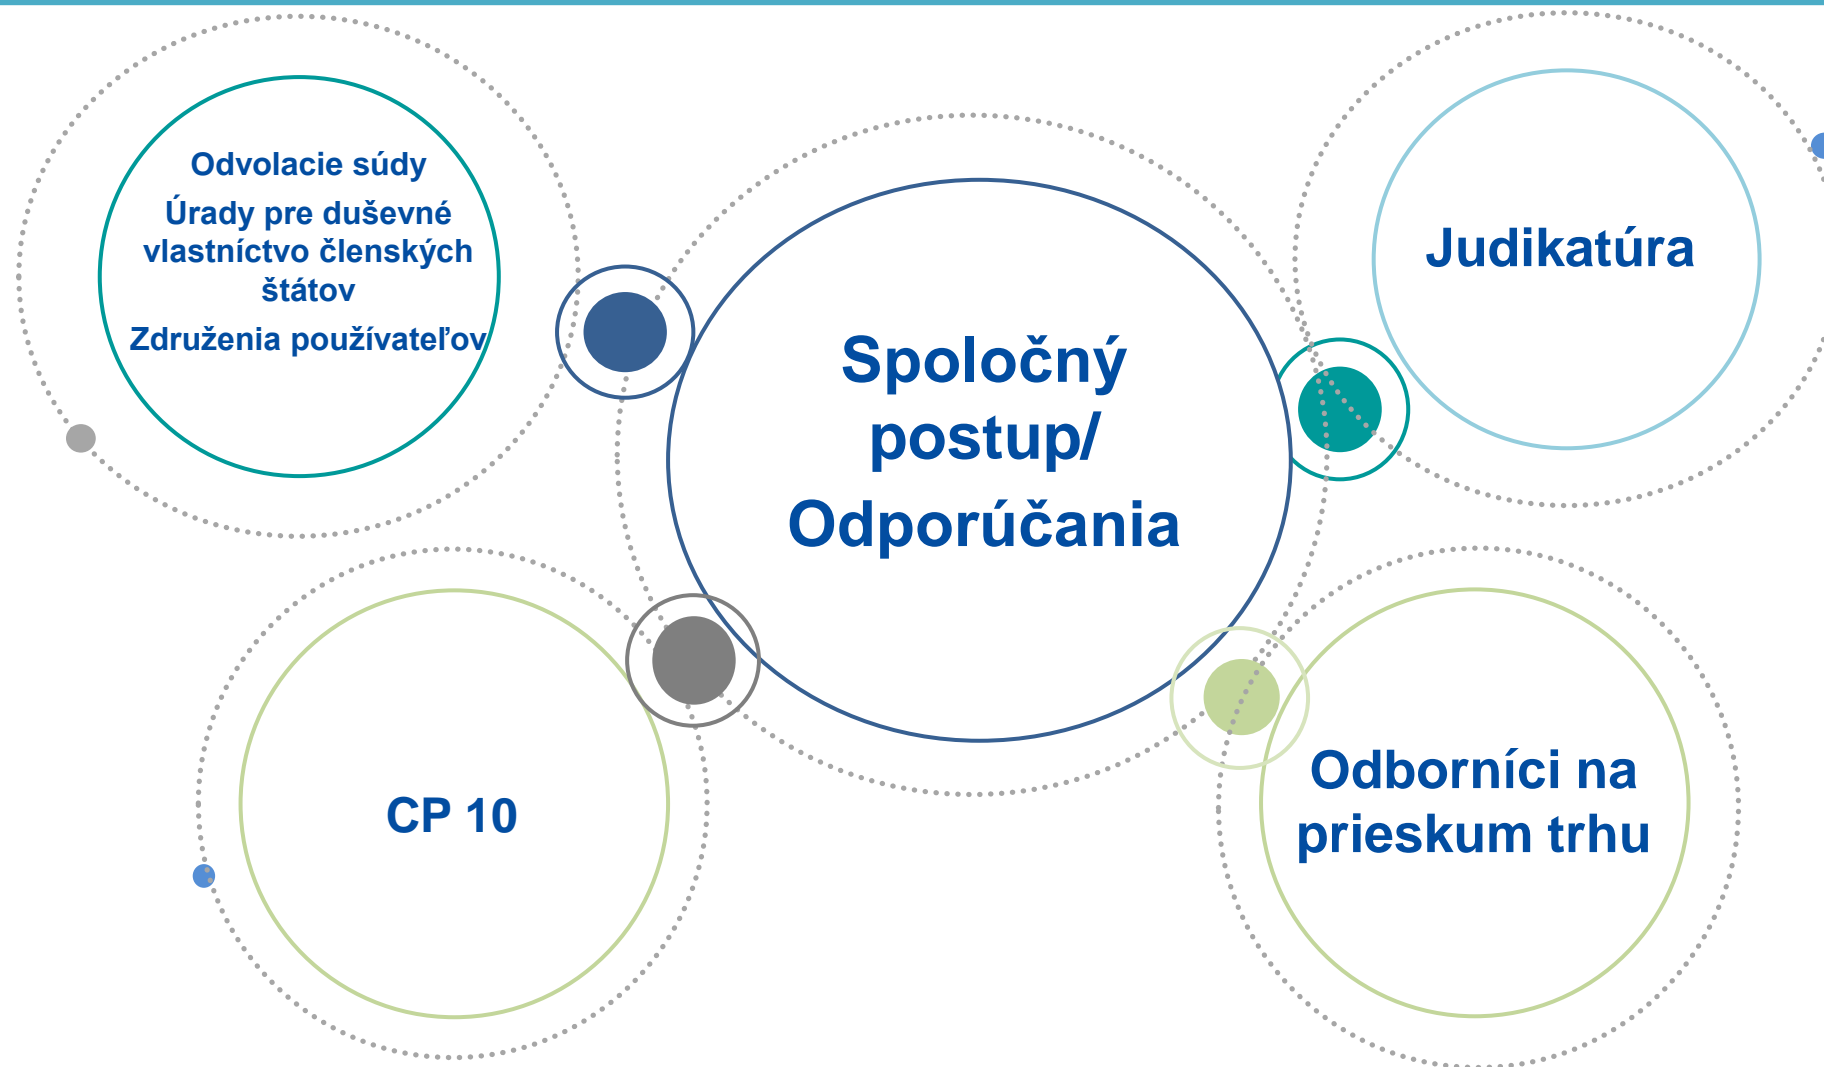 Odvolacie súdy
Úrady pre duševné
vlastníctvo členských
štátov
Združenia používateľov
Spoločný
postup/
Odporúčania
Judikatúra
CP 10
Odborníci na
prieskum trhu